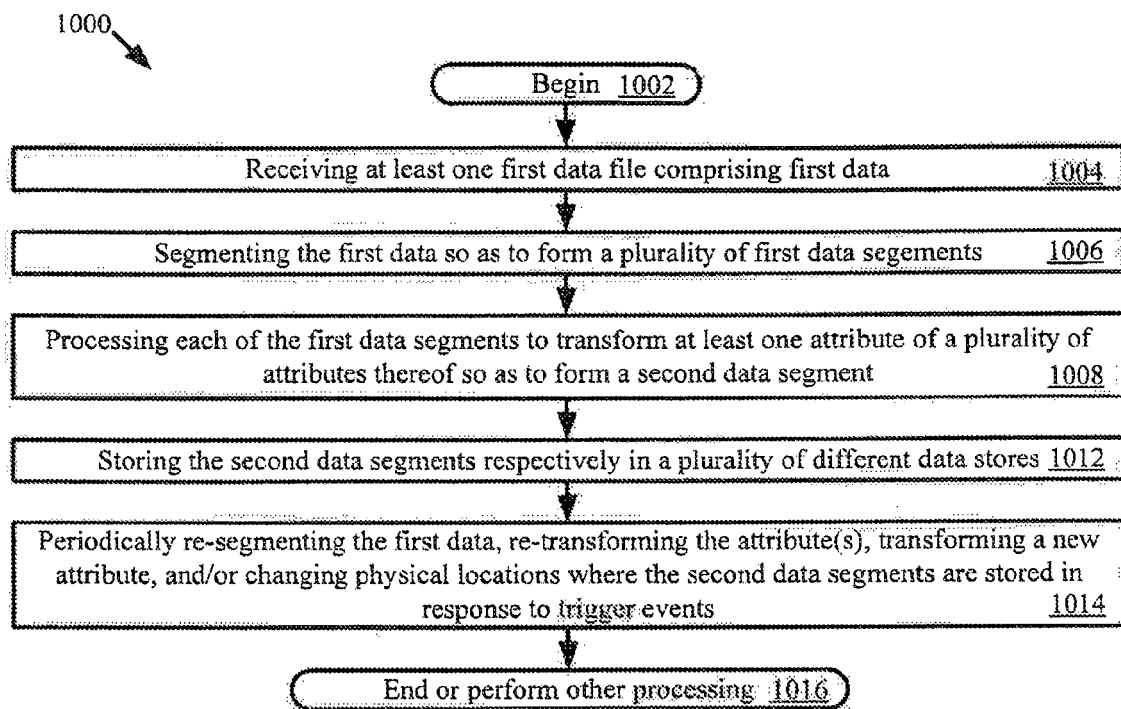 1000
Begin 1002
Receiving at least one first data file comprising first data 1004
Segmenting the first data so as to form a plurality of first data segements 1006
Processing each of the first data segments to transform at least one attribute of a plurality of
attributes thereof so as to form a second data segment 1008
Storing the second data segments respectively in a plurality of different data stores 1012
Periodically re-segmenting the first data, re-transforming the attribute(s), transforming a new
attribute, and/or changing physical locations where the second data segments are stored in
response to trigger events 1014
End or perform other processing 1016